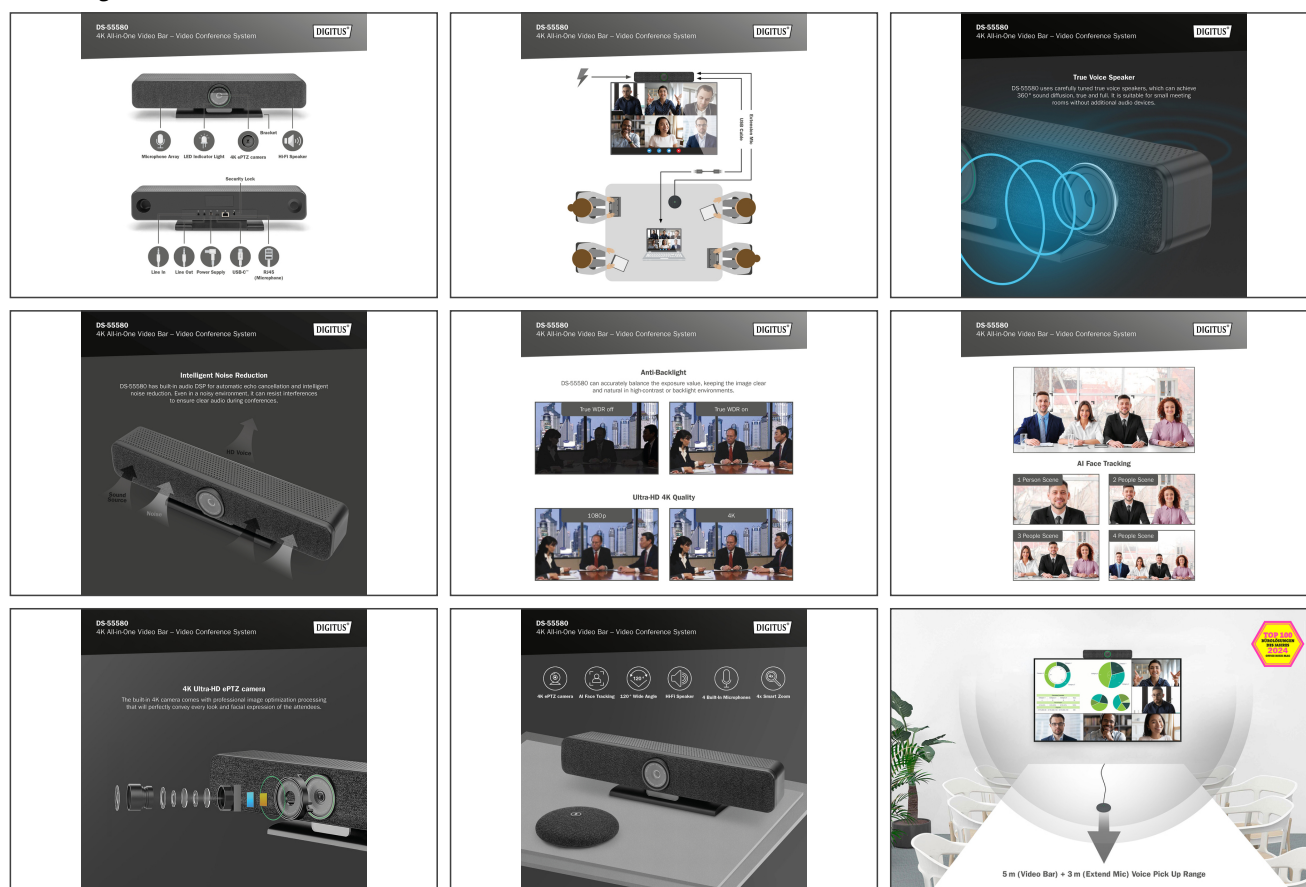 DS-55580
4K All-in-One Video Bar – Video Conference System
DIGITUS®
Bracket
Microphone Array
LED Indicator Light
4K ePTZ camera
Hi-Fi Speaker
Security Lock
Line In
Line Out
Power Supply
USB-C™
RJ45
(Microphone)
DS-55580
4K All-in-One Video Bar – Video Conference System
DIGITUS®
USB Cable
Extension Mic
DS-55580
4K All-in-One Video Bar – Video Conference System
DIGITUS®
True Voice Speaker
DS-55580 uses carefully tuned true voice speakers, which can achieve
360° sound diffusion, true and full. It is suitable for small meeting
rooms without additional audio devices.
DS-55580
4K All-in-One Video Bar – Video Conference System
DIGITUS®
Intelligent Noise Reduction
DS-55580 has built-in audio DSP for automatic echo cancellation and intelligent
noise reduction. Even in a noisy environment, it can resist interferences
to ensure clear audio during conferences.
HD Voice
Sound
Source
Noise
DS-55580
4K All-in-One Video Bar – Video Conference System
DIGITUS®
Anti-Backlight
DS-55580 can accurately balance the exposure value, keeping the image clear
and natural in high-contrast or backlight environments.
True WDR off
True WDR on
Ultra-HD 4K Quality
1080p
4K
DS-55580
4K All-in-One Video Bar – Video Conference System
DIGITUS®
AI Face Tracking
1 Person Scene
2 People Scene
3 People Scene
4 People Scene
DS-55580
4K All-in-One Video Bar – Video Conference System
DIGITUS®
4K Ultra-HD ePTZ camera
The built-in 4K camera comes with professional image optimization processing
that will perfectly convey every look and facial expression of the attendees.
DS-55580
4K All-in-One Video Bar – Video Conference System
DIGITUS®
120°
4x
4K ePTZ camera
AI Face Tracking
120° Wide Angle
Hi-Fi Speaker
4 Built-in Microphones
4x Smart Zoom
TOP 100
BÜROLÖSUNGEN
DES JAHRES
2024
5 m (Video Bar) + 3 m (Extend Mic) Voice Pick Up Range